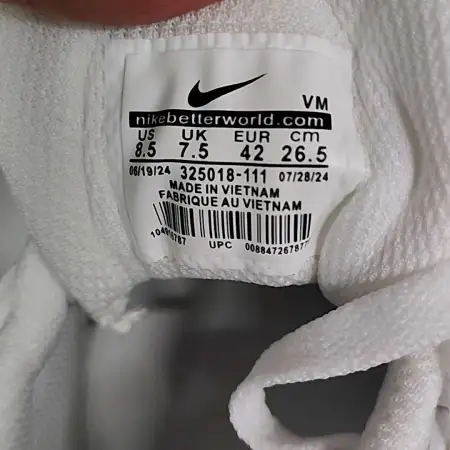 VM
nikebetterworld.com
US UK EUR cm
8.5 7.5 42 26.5
06/19/24 325018-111 07/28/24
MADE IN VIETNAM
FABRIQUE AU VIETNAM
UPC